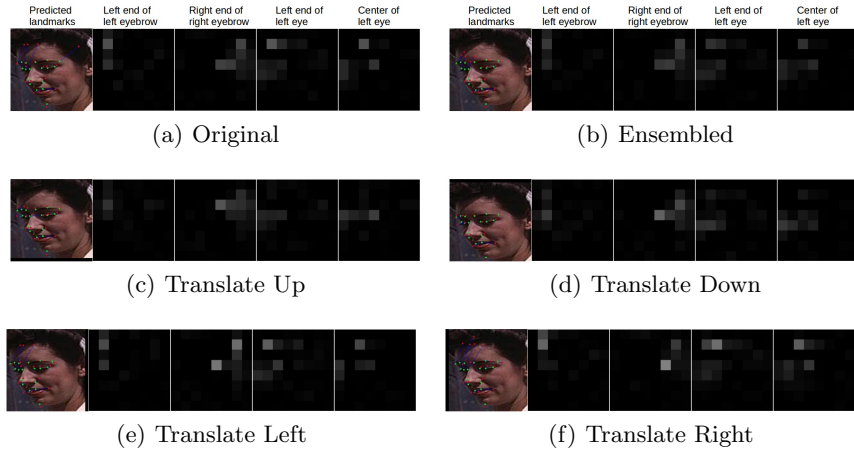 Predicted landmarks
Left end of left eyebrow
Right end of right eyebrow
Left end of left eye
Center of left eye
Predicted landmarks
Left end of left eyebrow
Right end of right eyebrow
Left end of left eye
Center of left eye
(a) Original
(b) Ensembled
(c) Translate Up
(d) Translate Down
(e) Translate Left
(f) Translate Right